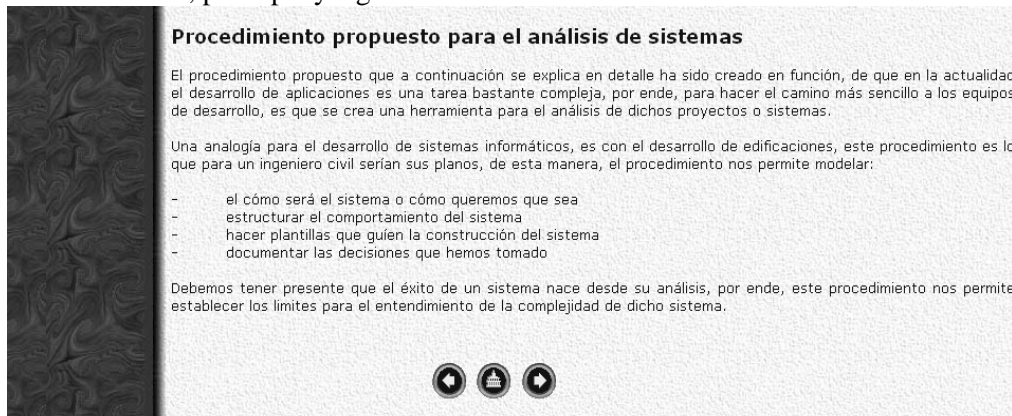 Procedimiento propuesto para el análisis de sistemas
El procedimiento propuesto que a continuación se explica en detalle ha sido creado en función, de que en la actualidad
el desarrollo de aplicaciones es una tarea bastante compleja, por ende, para hacer el camino más sencillo a los equipos
de desarrollo, es que se crea una herramienta para el análisis de dichos proyectos o sistemas.
Una analogía para el desarrollo de sistemas informáticos, es con el desarrollo de edificaciones, este procedimiento es lo
que para un ingeniero civil serían sus planos, de esta manera, el procedimiento nos permite modelar:
- el cómo será el sistema o cómo queremos que sea
- estructurar el comportamiento del sistema
- hacer plantillas que guíen la construcción del sistema
- documentar las decisiones que hemos tomado
Debemos tener presente que el éxito de un sistema nace desde su análisis, por ende, este procedimiento nos permite
establecer los limites para el entendimiento de la complejidad de dicho sistema.